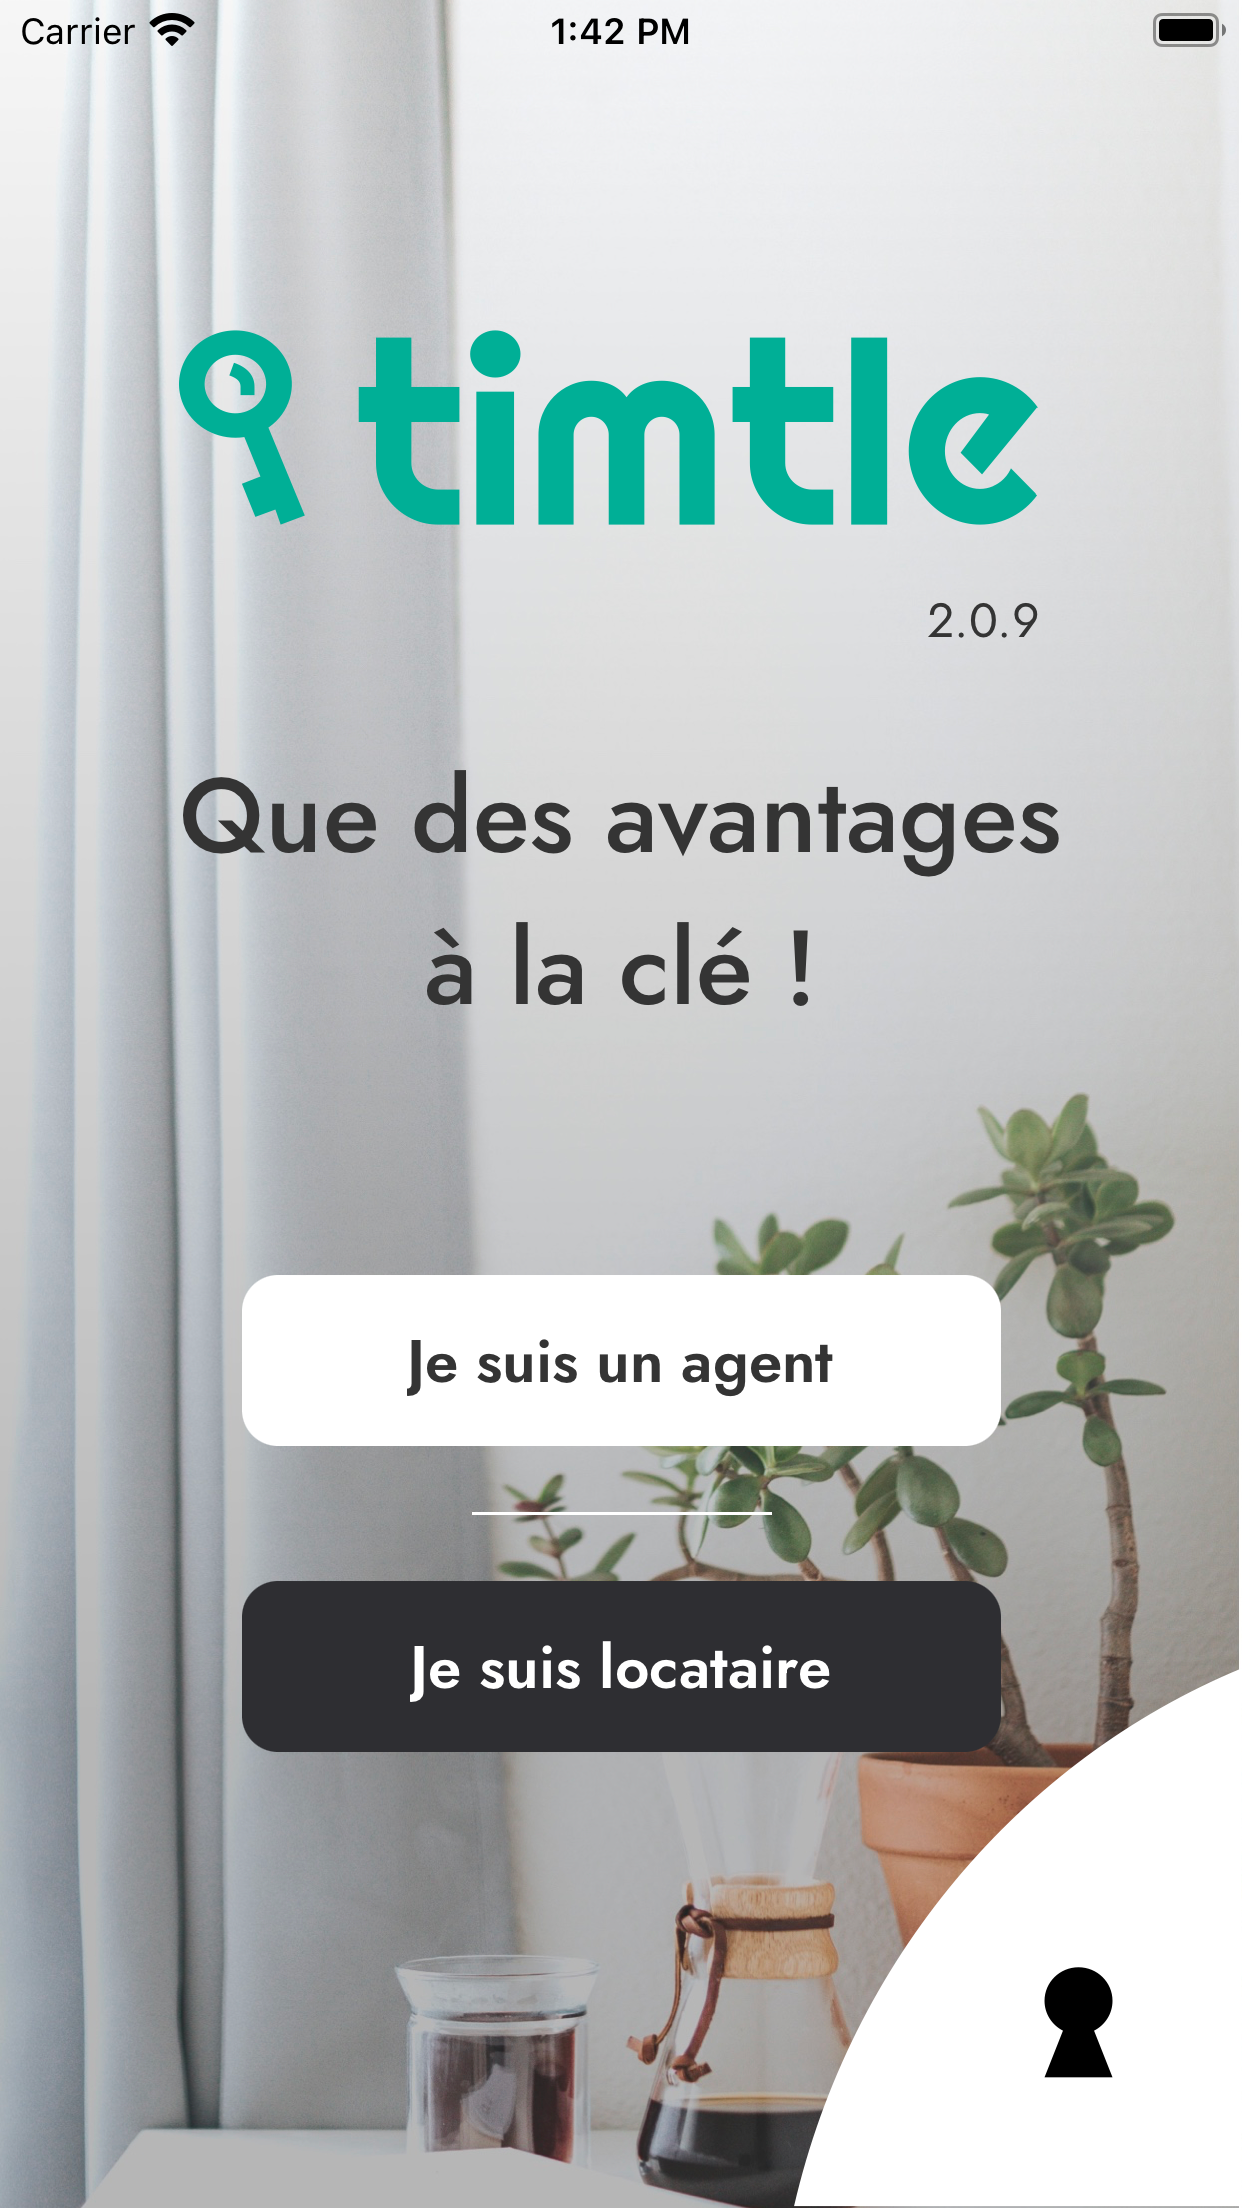 Carrier 1:42 PM
timtle
2.0.9
Que des avantages
à la clé !
Je suis un agent
Je suis locataire